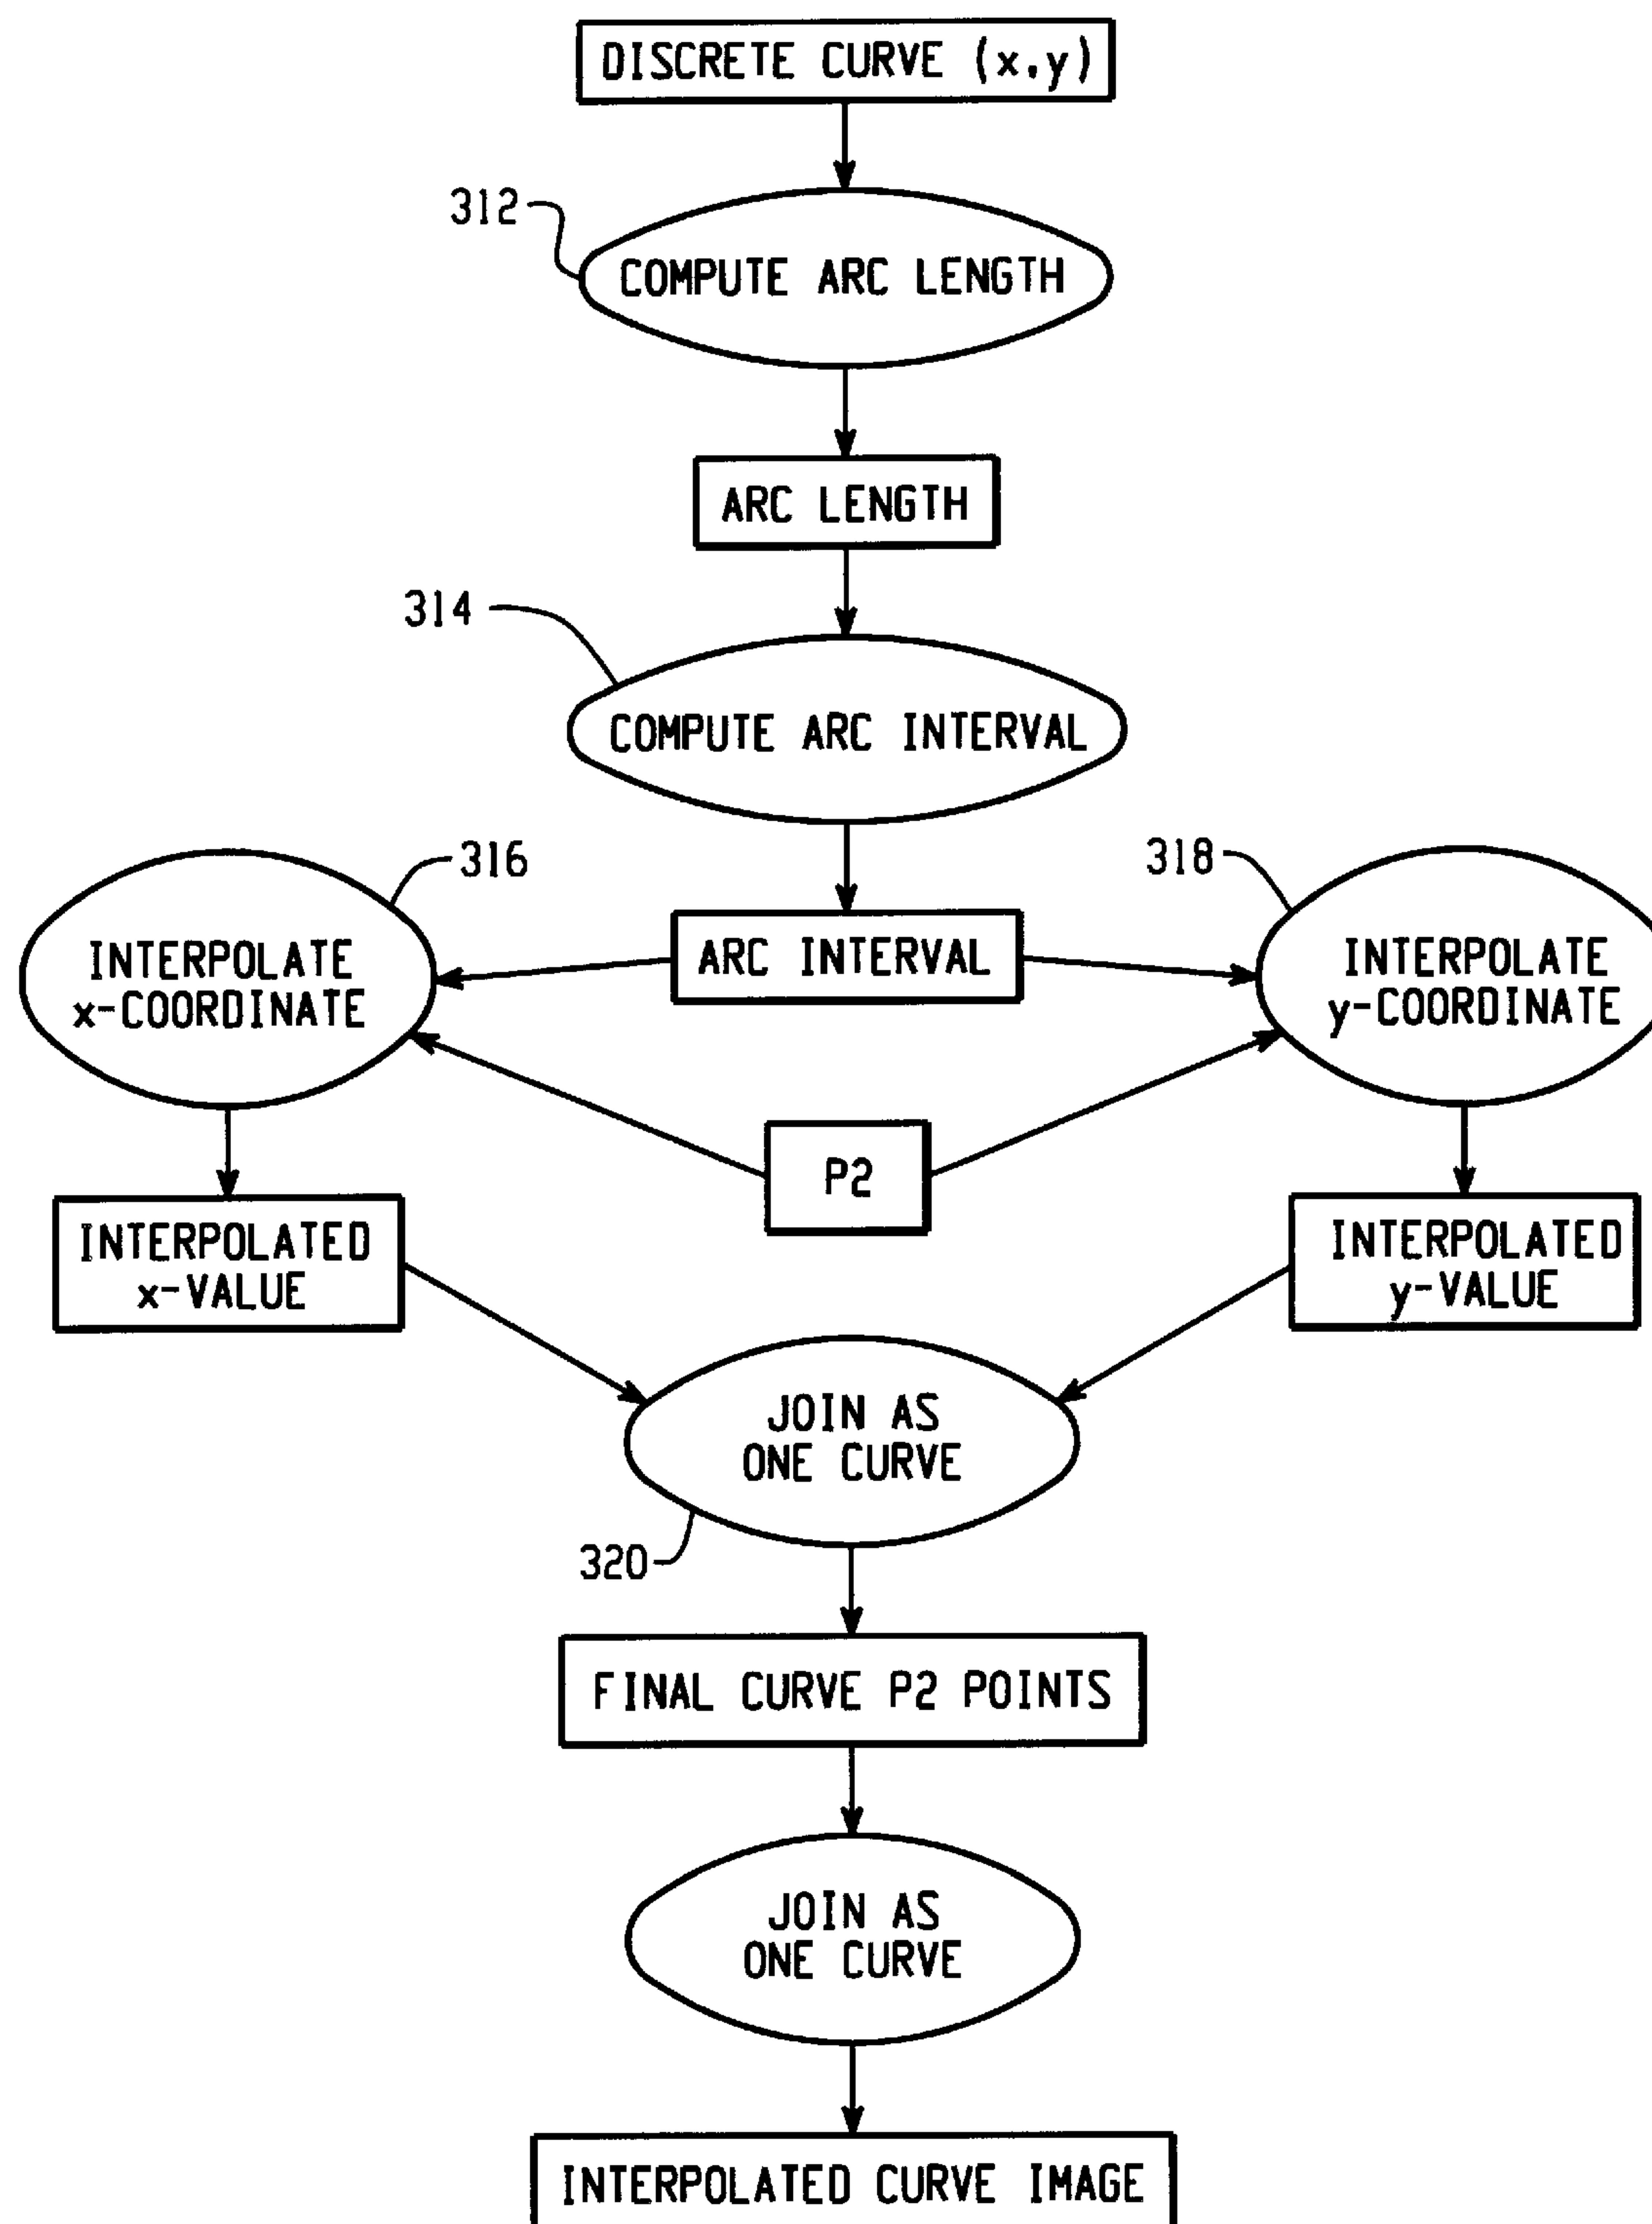 DISCRETE CURVE (x,y)
312
COMPUTE ARC LENGTH
ARC LENGTH
314
COMPUTE ARC INTERVAL
316
318
INTERPOLATE
x-COORDINATE
ARC INTERVAL
INTERPOLATE
y-COORDINATE
P2
INTERPOLATED
x-VALUE
INTERPOLATED
y-VALUE
JOIN AS
ONE CURVE
320
FINAL CURVE P2 POINTS
JOIN AS
ONE CURVE
INTERPOLATED CURVE IMAGE